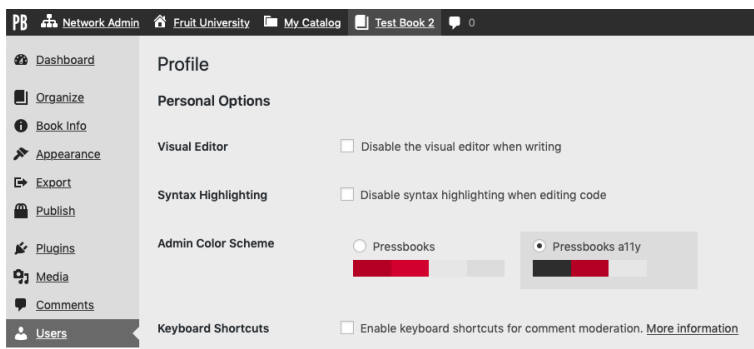 PB Network Admin Fruit University My Catalog Test Book 2 0
Dashboard
Organize
Book Info
Appearance
Export
Publish
Plugins
Media
Comments
Users
Profile
Personal Options
Visual Editor Disable the visual editor when writing
Syntax Highlighting Disable syntax highlighting when editing code
Admin Color Scheme Pressbooks Pressbooks a11y
Keyboard Shortcuts Enable keyboard shortcuts for comment moderation. More information